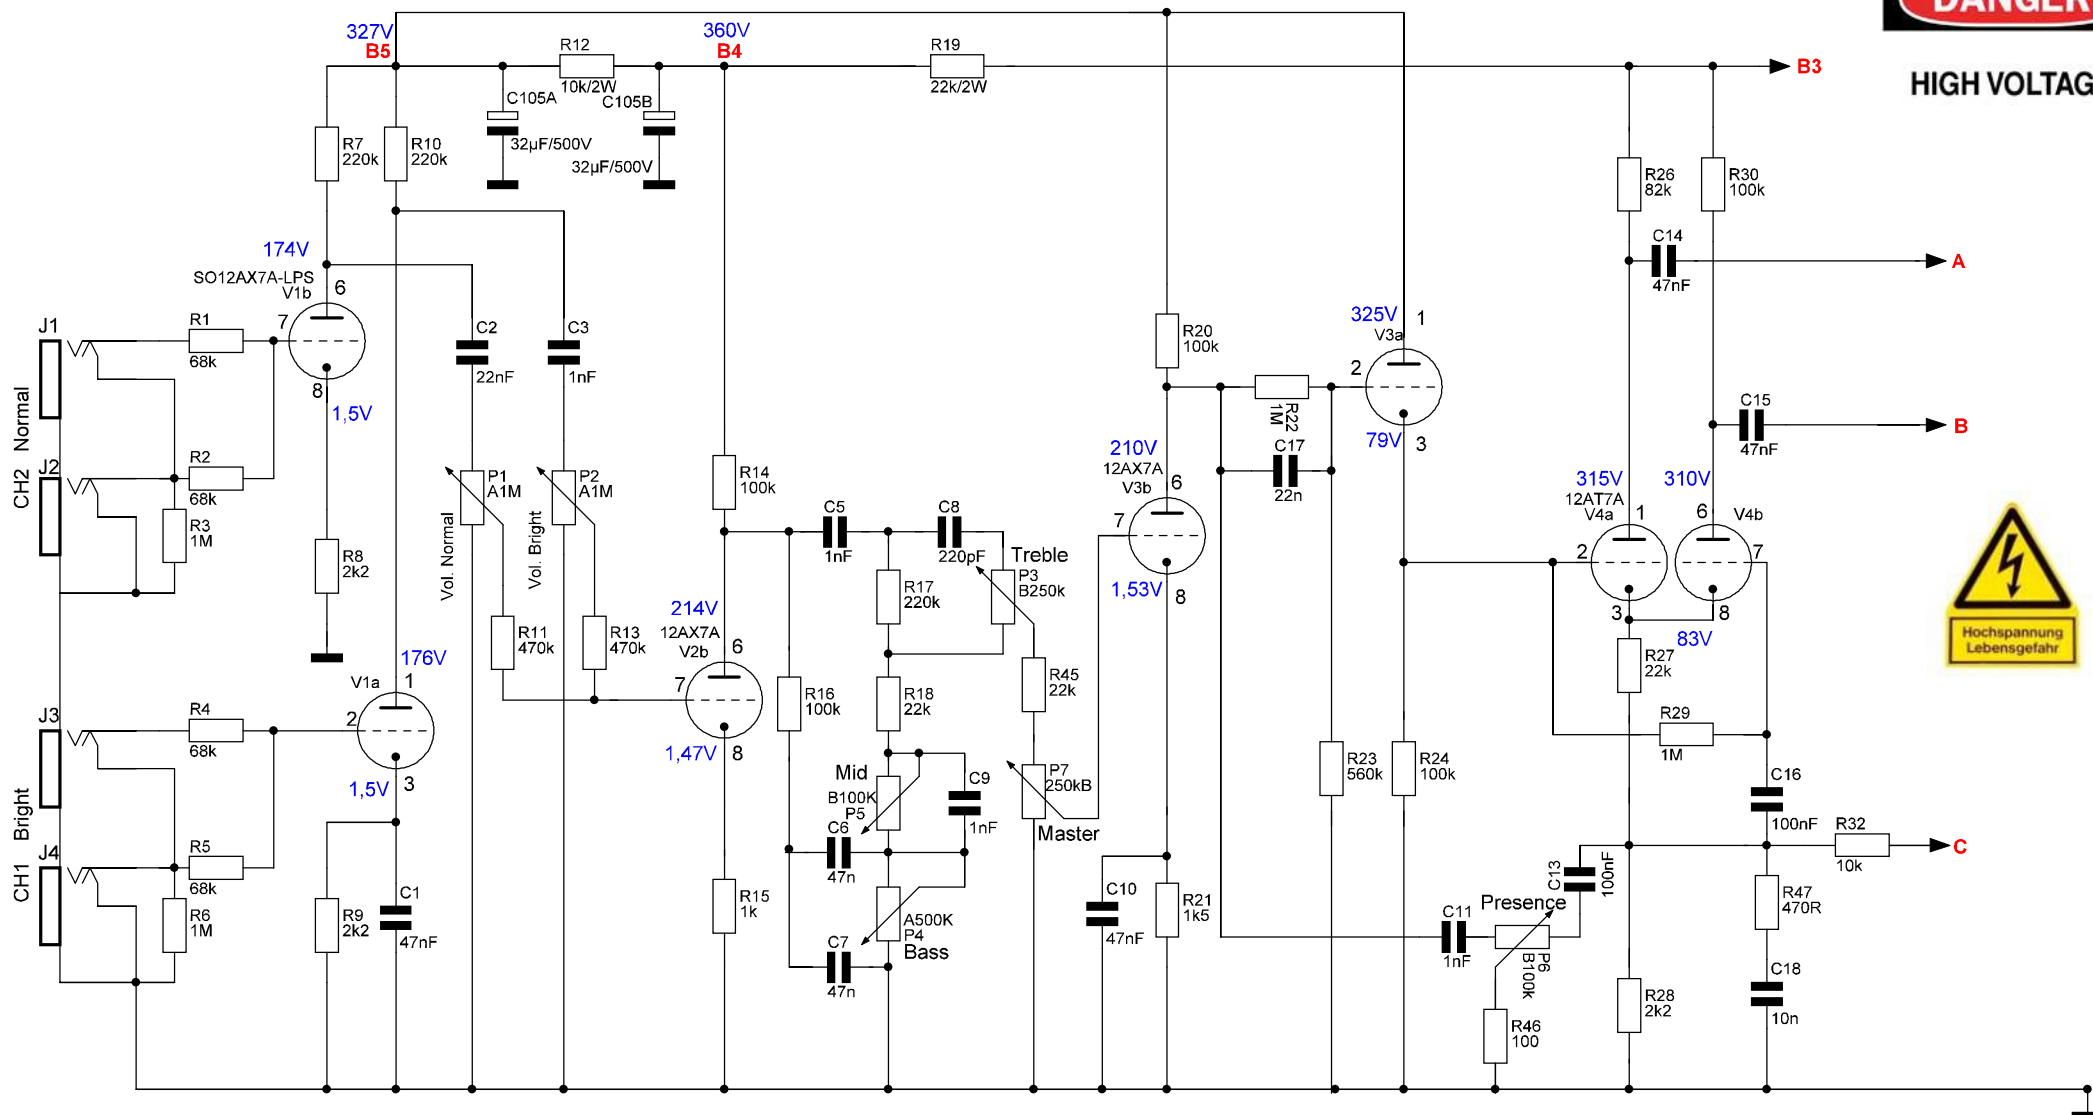 DANGER
HIGH VOLTAG
327V
B5
R12
10k/2W
360V
B4
R19
22k/2W
B3
C105A
32µF/500V
C105B
32µF/500V
R7
220k
R10
220k
R26
82k
R30
100k
174V
SO12AX7A-LPS
V1b
6
7
8
1,5V
C14
47nF
A
J1
R1
68k
CH2 Normal
J2
R2
68k
R3
1M
R8
2k2
C2
22nF
C3
1nF
P1
A1M
Vol. Normal
P2
A1M
Vol. Bright
R11
470k
R13
470k
R14
100k
R20
100k
325V
V3a
1
2
3
79V
R22
1M
C17
22n
C15
47nF
B
210V
12AX7A
V3b
6
7
8
1,53V
315V
12AT7A
V4a
1
2
3
310V
6
V4b
7
8
83V
C5
1nF
C8
220pF
Treble
P3
B250k
R17
220k
214V
12AX7A
V2b
6
7
8
1,47V
R16
100k
R18
22k
R45
22k
R27
22k
R29
1M
Hochspannung
Lebensgefahr
176V
V1a
1
2
3
1,5V
J3
R4
68k
CH1 Bright
J4
R5
68k
R6
1M
R9
2k2
C1
47nF
Mid
B100K
P5
C9
1nF
P7
250kB
Master
C6
47n
R15
1k
A500K
P4
Bass
C7
47n
C10
47nF
R21
1k5
R23
560k
R24
100k
C16
100nF
R32
10k
C
C13
100nF
Presence
C11
1nF
P6
B100k
R46
100
R28
2k2
R47
470R
C18
10n